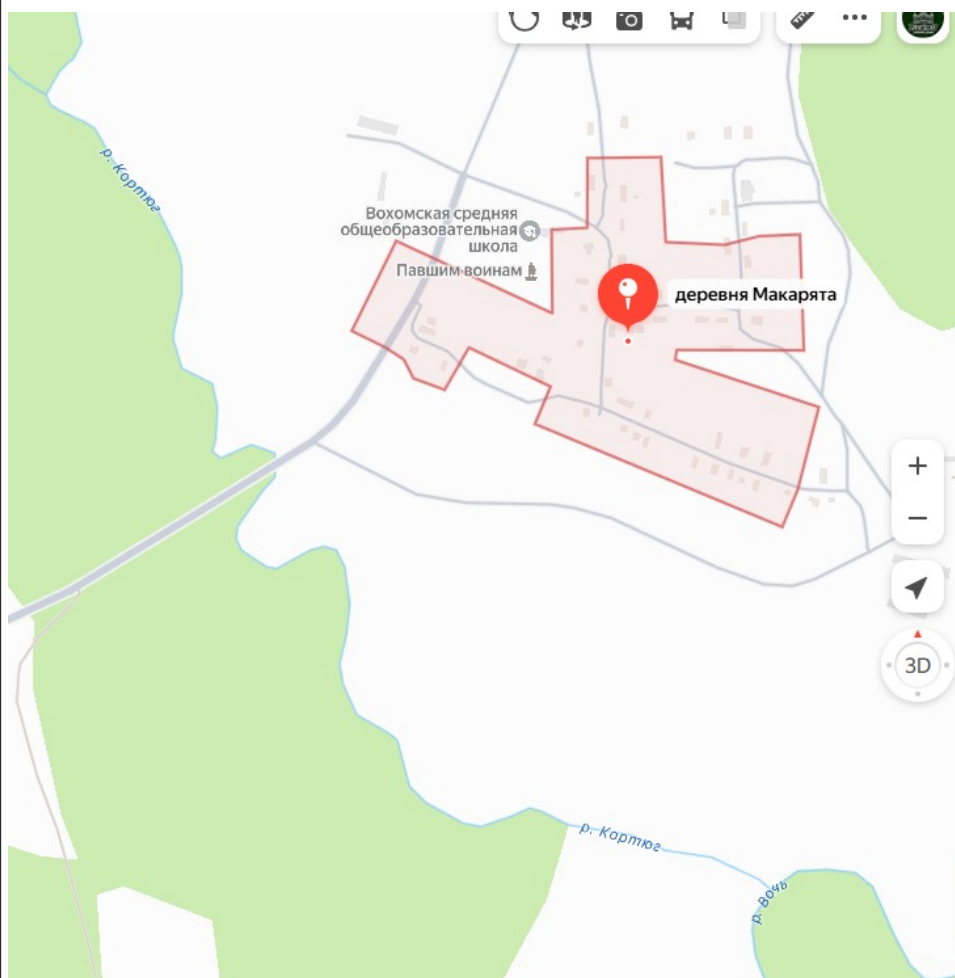 р. Кортюг
Вохомская средняя
общеобразовательная
школа
Павшим воинам
деревня Макарята
3D
р. Кортюг
р. Вочь